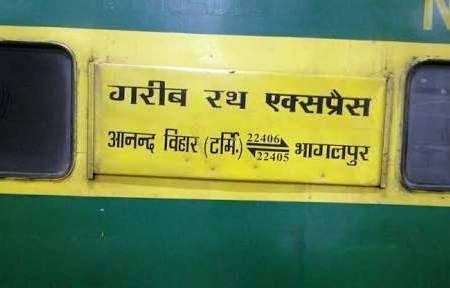 गरीब रथ एक्सप्रैस
आनन्द विहार (टर्मि.) 22406 22405 भागलपुर